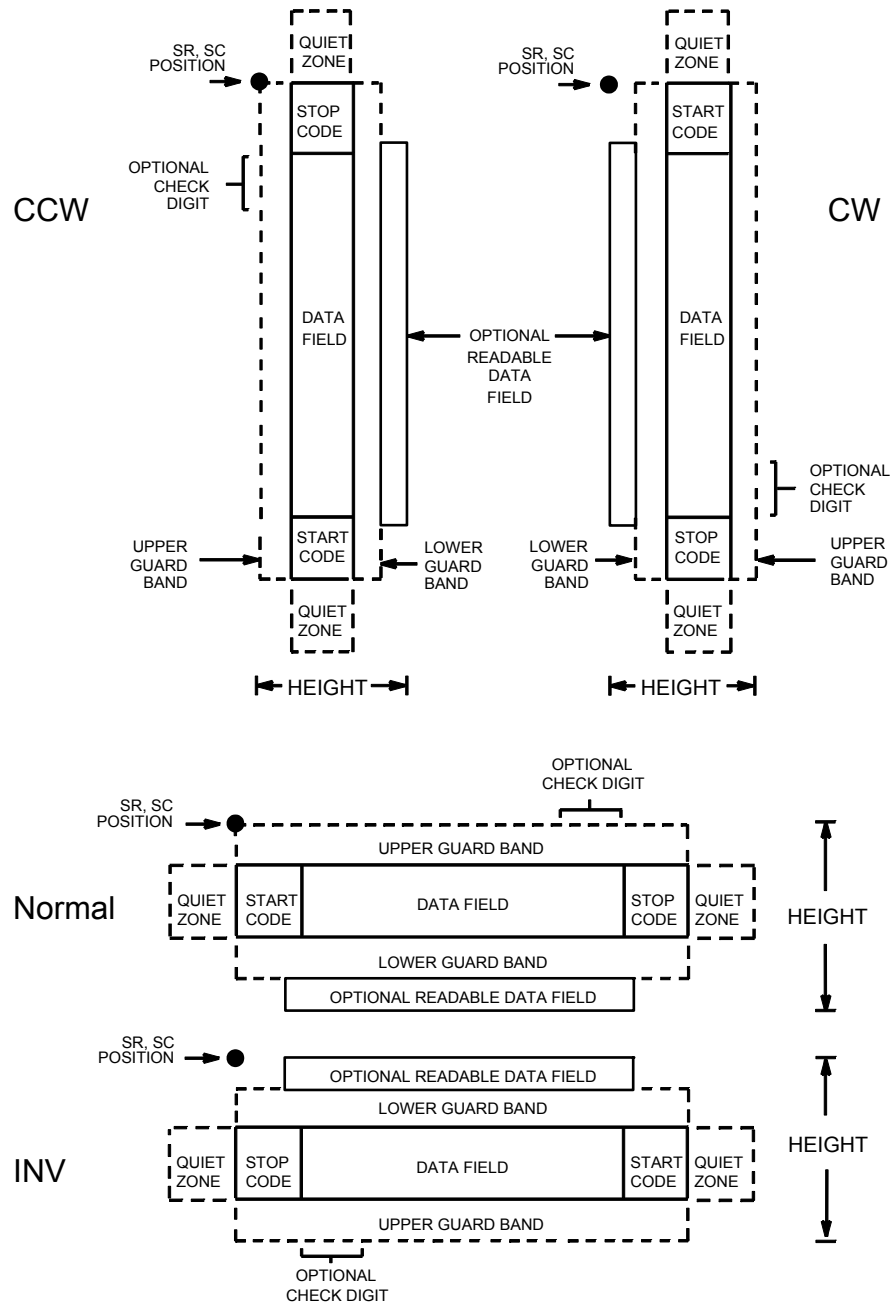 QUIET
ZONE
SR, SC
POSITION
STOP
CODE
OPTIONAL
CHECK
DIGIT
CCW
DATA
FIELD
START
CODE
UPPER
GUARD
BAND
LOWER
GUARD
BAND
QUIET
ZONE
HEIGHT
OPTIONAL
READABLE
DATA
FIELD
QUIET
ZONE
SR, SC
POSITION
START
CODE
CW
DATA
FIELD
OPTIONAL
CHECK
DIGIT
LOWER
GUARD
BAND
STOP
CODE
UPPER
GUARD
BAND
QUIET
ZONE
HEIGHT
OPTIONAL
CHECK DIGIT
SR, SC
POSITION
UPPER GUARD BAND
Normal
QUIET
ZONE
START
CODE
DATA FIELD
STOP
CODE
QUIET
ZONE
HEIGHT
LOWER GUARD BAND
OPTIONAL READABLE DATA FIELD
SR, SC
POSITION
OPTIONAL READABLE DATA FIELD
LOWER GUARD BAND
INV
QUIET
ZONE
STOP
CODE
DATA FIELD
START
CODE
QUIET
ZONE
HEIGHT
UPPER GUARD BAND
OPTIONAL
CHECK DIGIT